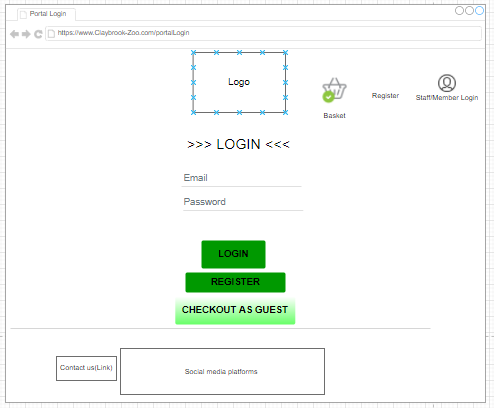 Portal Login
https://www.Claybrook-Zoo.com/portalLogin
Logo
Basket
Register
Staff/Member Login
>>> LOGIN <<<
Email
Password
LOGIN
REGISTER
CHECKOUT AS GUEST
Contact us(Link)
Social media platforms